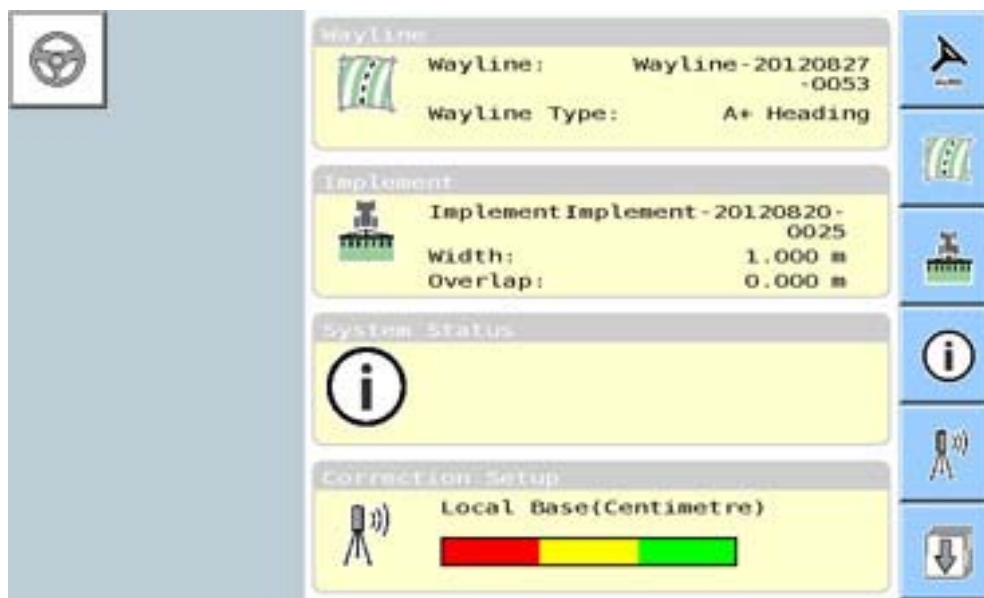 Wayline
Wayline: Wayline-20120827
-0053
Wayline Type: A+ Heading
Implement
Implement Implement-20120820-
0025
Width: 1.000 m
Overlap: 0.000 m
System Status
Correction Setup
Local Base(Centimetre)